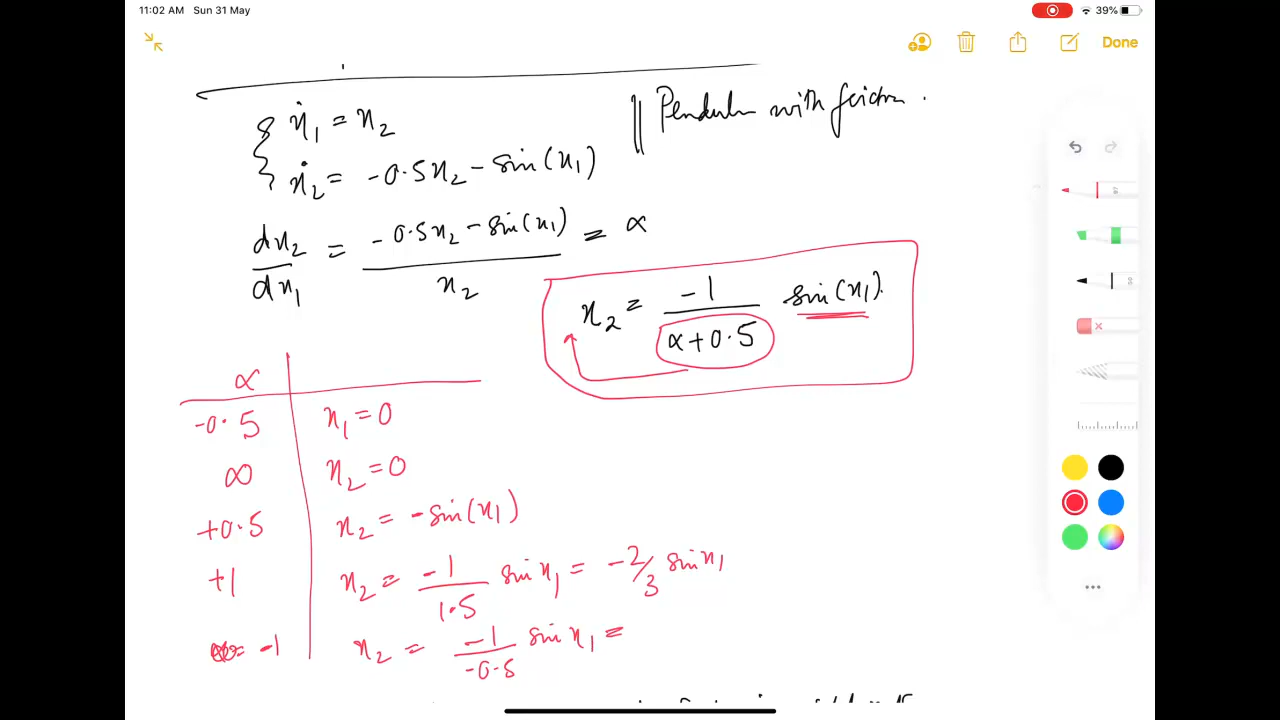 11:02 AM Sun 31 May
39%
Done
ẋ₁ = x₂
ẋ₂ = -0.5x₂ - sin(x₁)
|| Pendulum with friction.
dx₂/dx₁ = (-0.5x₂ - sin(x₁))/x₂ = α
x₂ = -1/(α+0.5) sin(x₁).
α
-0.5 x₁ = 0
∞ x₂ = 0
+0.5 x₂ = -sin(x₁)
+1 x₂ = -1/1.5 sin x₁ = -2/3 sin x₁
= -1 x₂ = -1/-0.5 sin x₁ =